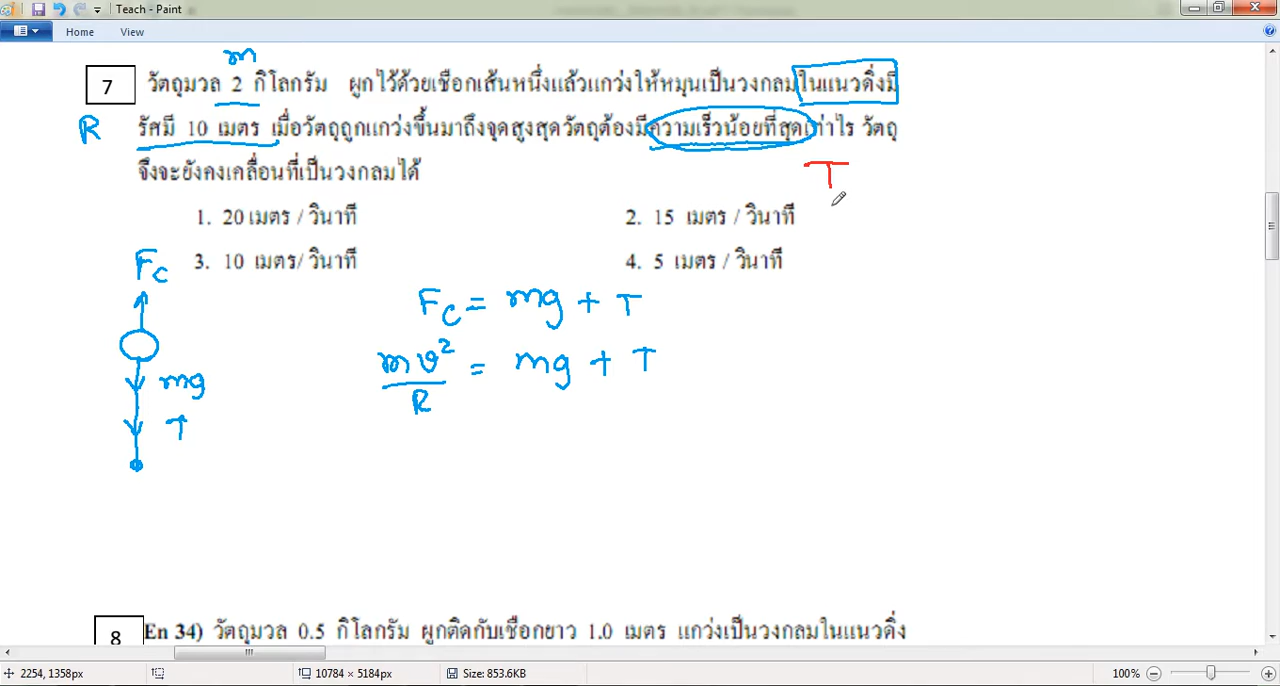 Teach - Paint
Home View
m
7 วัตถุมวล 2 กิโลกรัม ผูกไว้ด้วยเชือกเส้นหนึ่งแล้วแกว่งให้หมุนเป็นวงกลมในแนวดิ่งมี
R รัศมี 10 เมตร เมื่อวัตถุถูกแกว่งขึ้นมาถึงจุดสูงสุดวัตถุต้องมีความเร็วน้อยที่สุดเท่าไร วัตถุ
จึงจะยังคงเคลื่อนที่เป็นวงกลมได้
T
1. 20 เมตร / วินาที 2. 15 เมตร / วินาที
3. 10 เมตร/ วินาที 4. 5 เมตร / วินาที
Fc
Fc = mg + T
mv²/R = mg + T
mg
T
8 En 34) วัตถุมวล 0.5 กิโลกรัม ผูกติดกับเชือกยาว 1.0 เมตร แกว่งเป็นวงกลมในแนวดิ่ง
2254, 1358px 10784 × 5184px Size: 853.6KB 100%